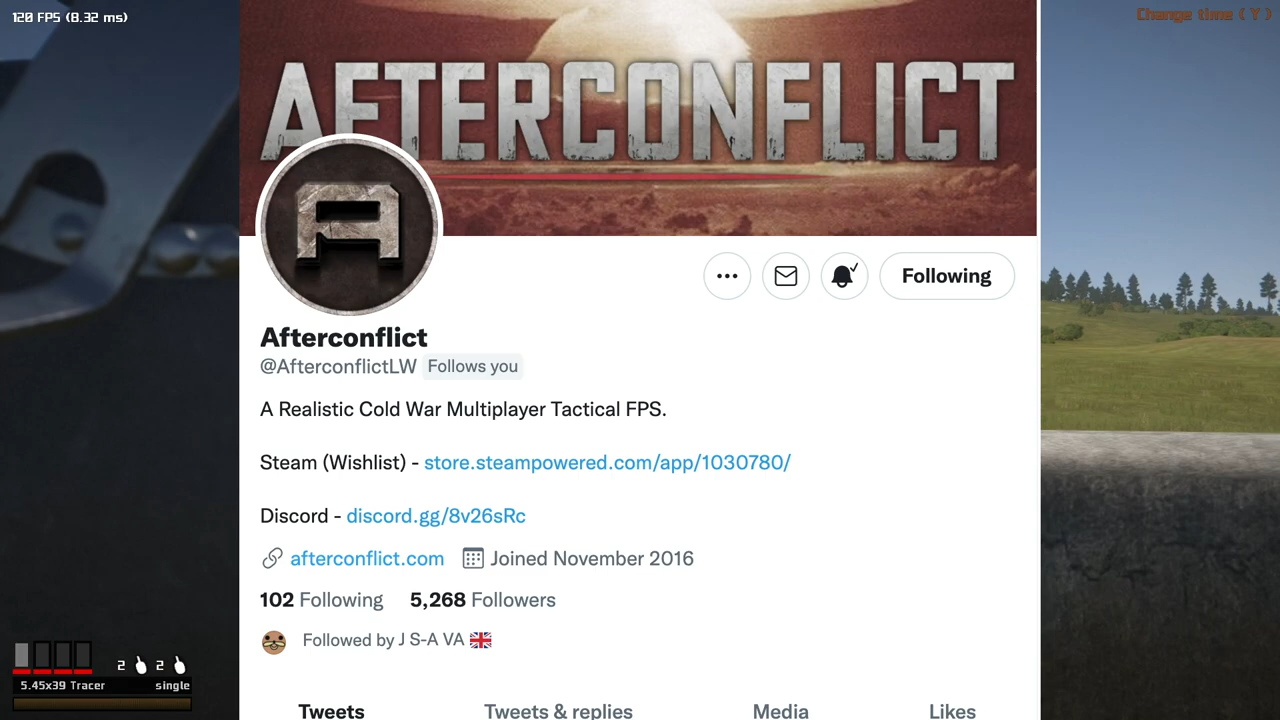 120 FPS (8.32 ms)
Change time ( Y )
AFTERCONFLICT
A
Following
Afterconflict
@AfterconflictLW Follows you
A Realistic Cold War Multiplayer Tactical FPS.
Steam (Wishlist) - store.steampowered.com/app/1030780/
Discord - discord.gg/8v26sRc
afterconflict.com Joined November 2016
102 Following 5,268 Followers
Followed by J S-A VA 🇬🇧
2 2
5.45x39 Tracer single
Tweets Tweets & replies Media Likes